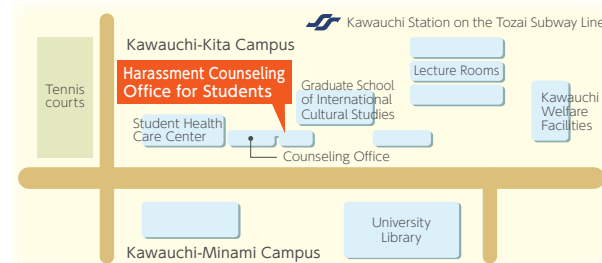 Kawauchi Station on the Tozai Subway Line
Kawauchi-Kita Campus
Harassment Counseling
Office for Students
Tennis
courts
Lecture Rooms
Graduate School
of International
Cultural Studies
Kawauchi
Welfare
Facilities
Student Health
Care Center
Counseling Office
University
Library
Kawauchi-Minami Campus